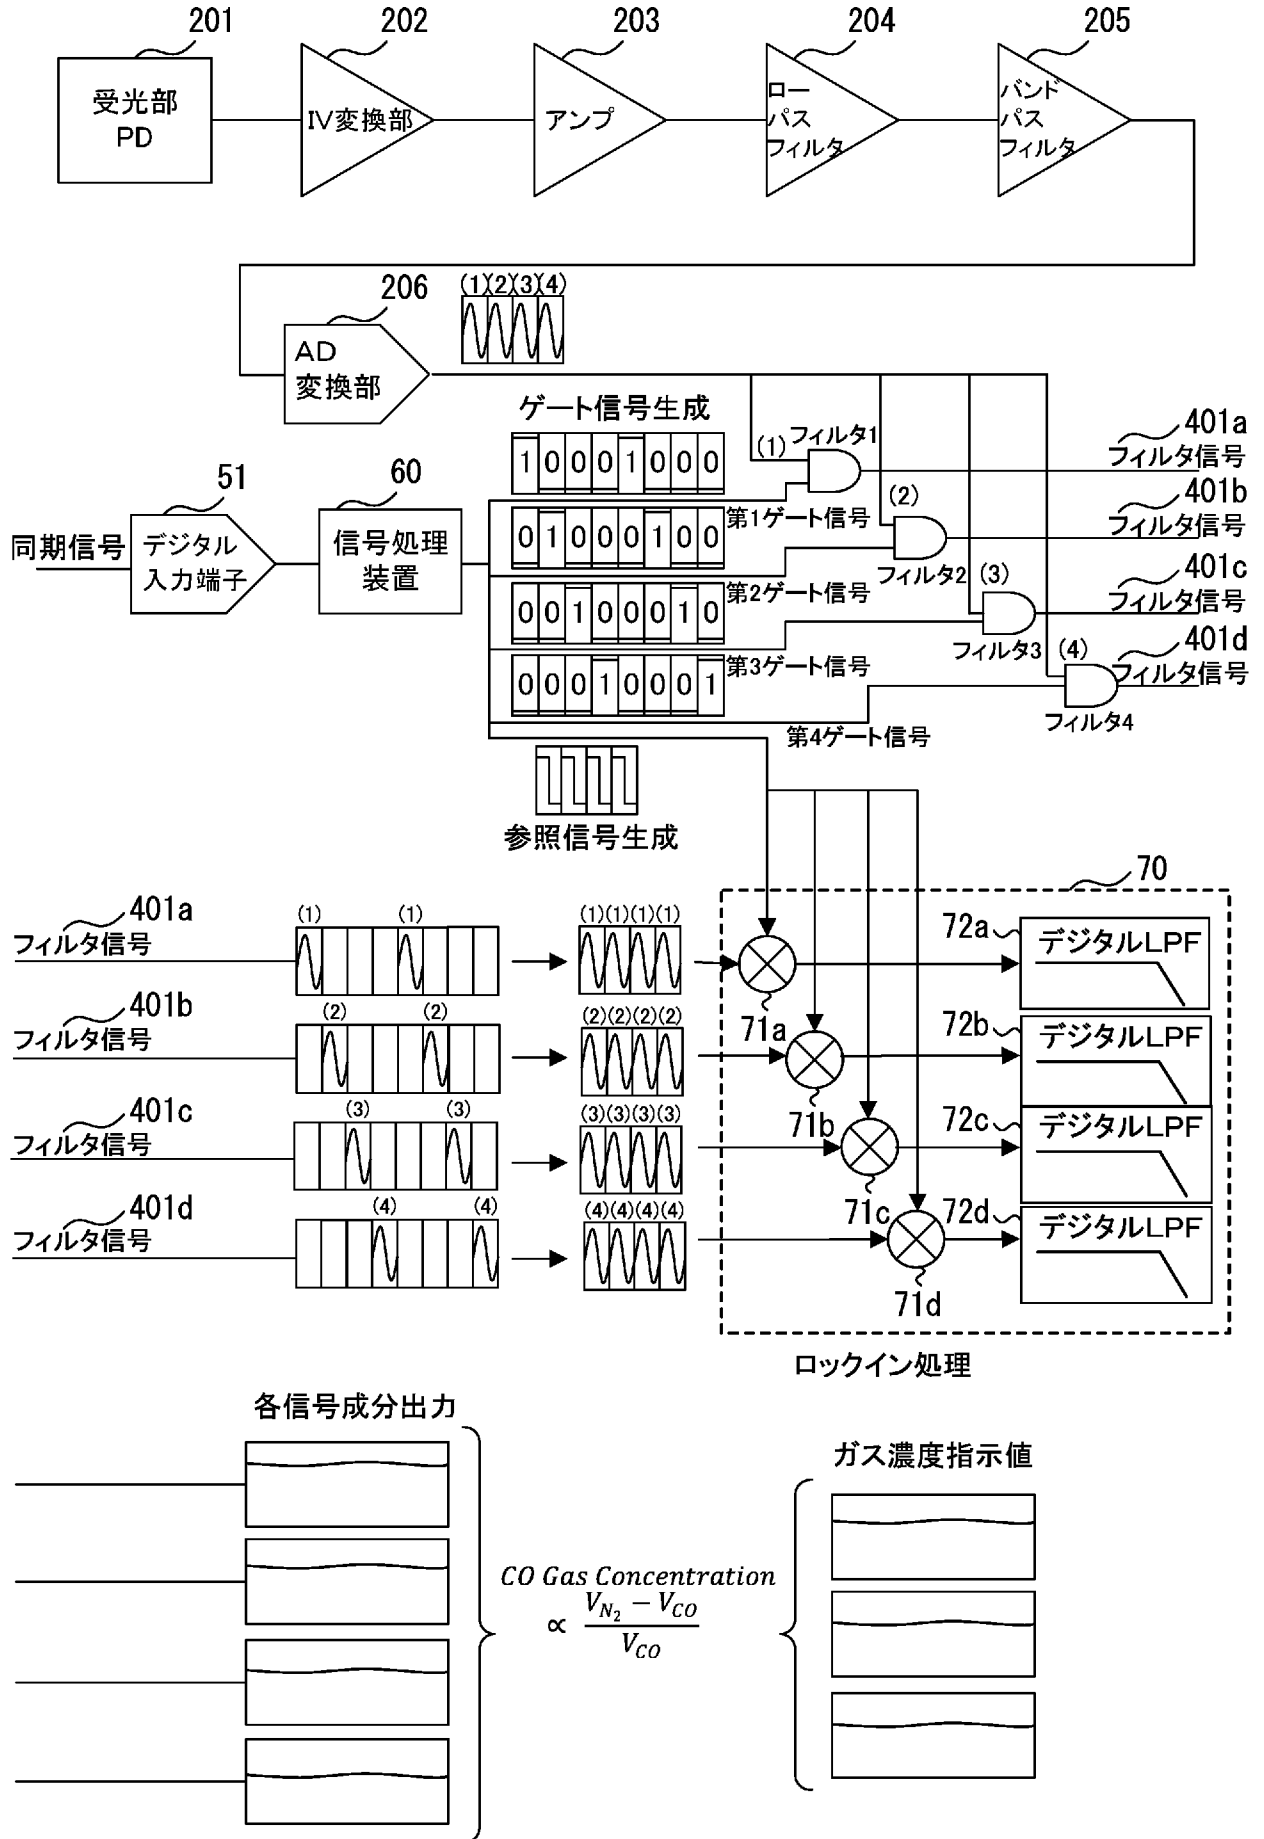 201
202
203
204
205
受光部
PD
IV変換部
アンプ
ロー
パス
フィルタ
バンド
パス
フィルタ
206
(1)(2)(3)(4)
AD
変換部
ゲート信号生成
1 0 0 0 1 0 0 0
(1)
フィルタ1
401a
フィルタ信号
51
60
第1ゲート信号
(2)
401b
フィルタ信号
同期信号
デジタル
入力端子
信号処理
装置
0 1 0 0 0 1 0 0
フィルタ2
第2ゲート信号
(3)
401c
フィルタ信号
0 0 1 0 0 0 1 0
フィルタ3
第3ゲート信号
(4)
401d
フィルタ信号
0 0 0 1 0 0 0 1
フィルタ4
第4ゲート信号
参照信号生成
70
401a
フィルタ信号
(1) (1)
(1)(1)(1)(1)
71a
72a
デジタルLPF
401b
フィルタ信号
(2) (2)
(2)(2)(2)(2)
71b
72b
デジタルLPF
401c
フィルタ信号
(3) (3)
(3)(3)(3)(3)
71c
72c
デジタルLPF
401d
フィルタ信号
(4) (4)
(4)(4)(4)(4)
71d
72d
デジタルLPF
ロックイン処理
各信号成分出力
ガス濃度指示値
CO Gas Concentration
∝ \frac{V_{N_2} − V_{CO}}{V_{CO}}